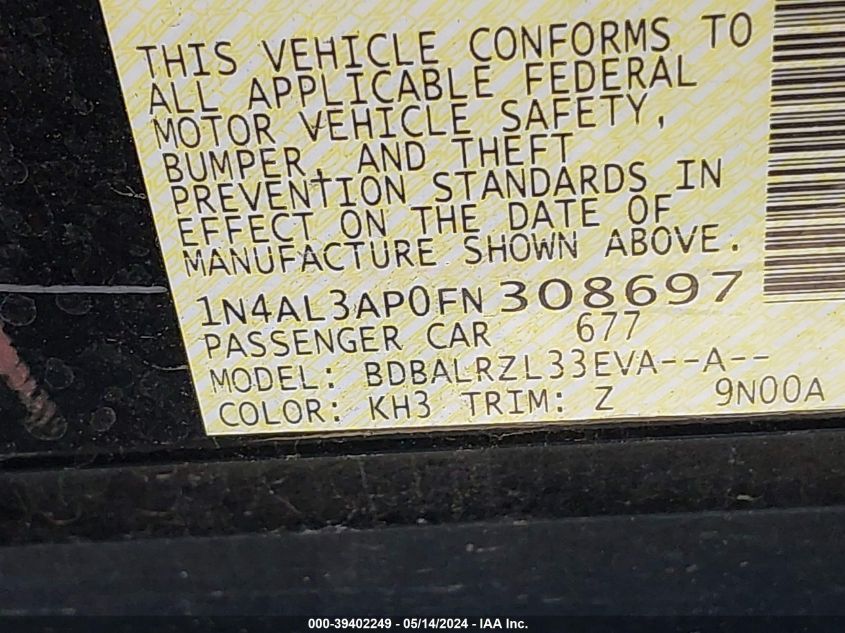 THIS VEHICLE CONFORMS TO
ALL APPLICABLE FEDERAL
MOTOR VEHICLE SAFETY,
BUMPER, AND THEFT
PREVENTION STANDARDS IN
EFFECT ON THE DATE OF
MANUFACTURE SHOWN ABOVE.
1N4AL3AP0FN308697
PASSENGER CAR 677
MODEL: BDBALRZL33EVA--A--
COLOR: KH3 TRIM: Z 9N00A
000-39402249 - 05/14/2024 - IAA Inc.